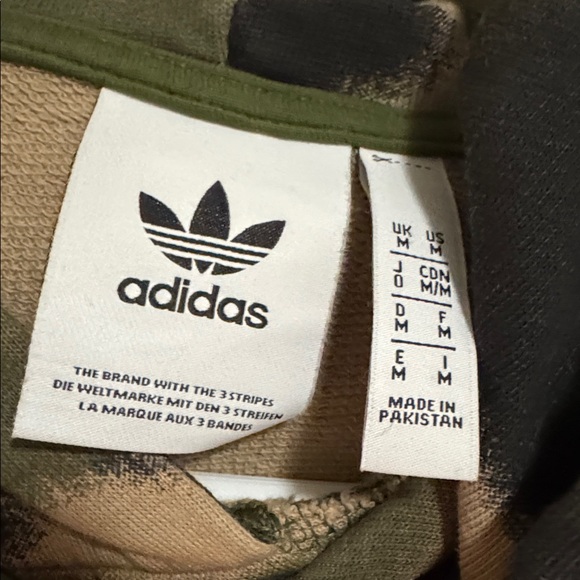 adidas
THE BRAND WITH THE 3 STRIPES
DIE WELTMARKE MIT DEN 3 STREIFEN
LA MARQUE AUX 3 BANDES
UK US
M M
J CDN
O M/M
D F
M M
E I
M M
MADE IN
PAKISTAN